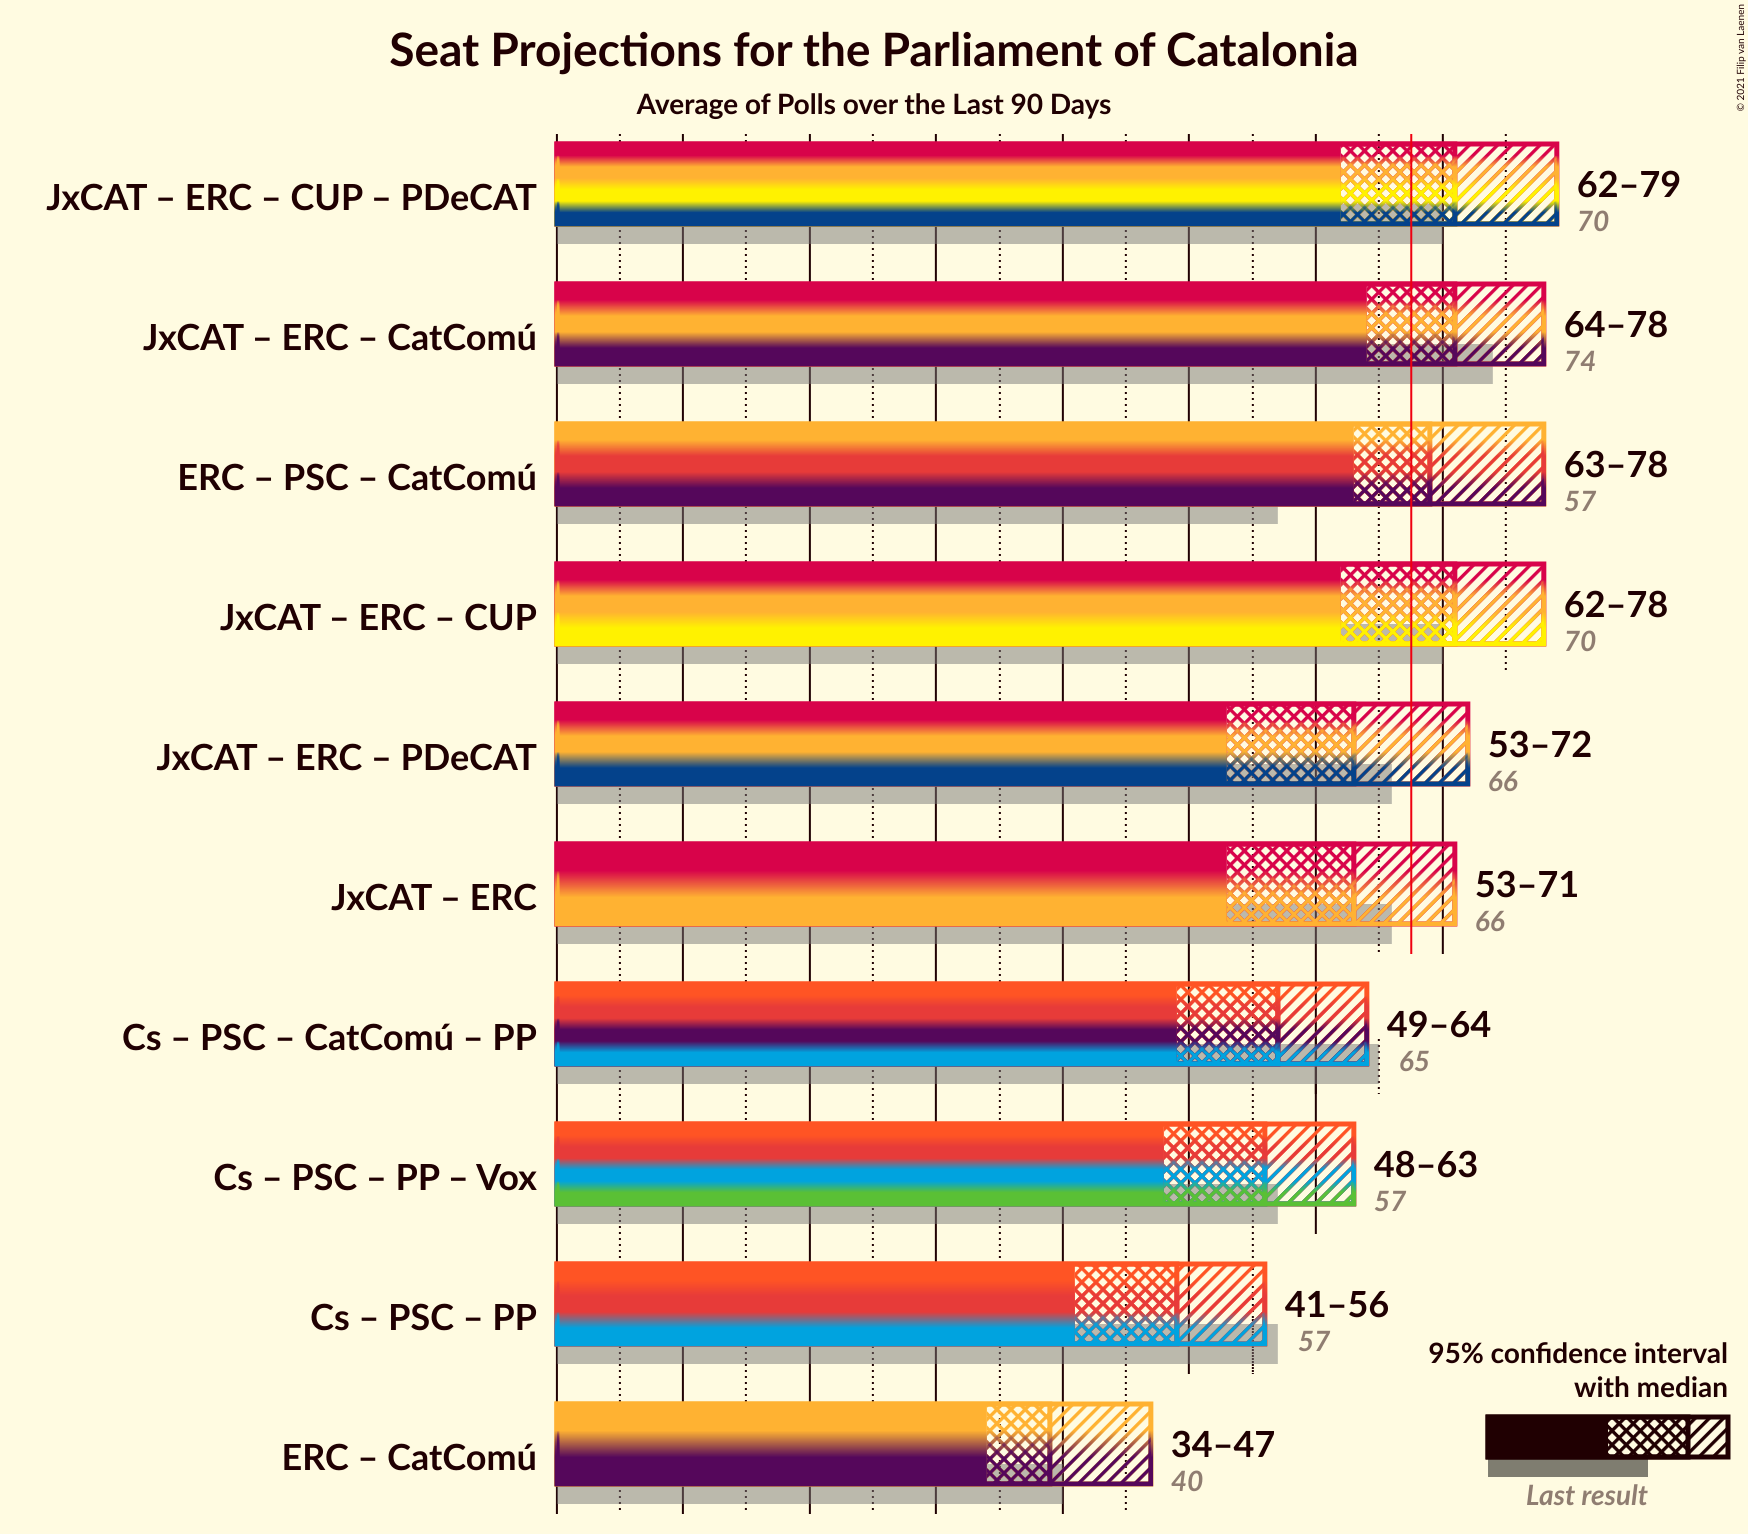 Seat Projections for the Parliament of Catalonia
Average of Polls over the Last 90 Days
© 2021 Filip van Laenen
JxCAT – ERC – CUP – PDeCAT
62–79
70
JxCAT – ERC – CatComú
64–78
74
ERC – PSC – CatComú
63–78
57
JxCAT – ERC – CUP
62–78
70
JxCAT – ERC – PDeCAT
53–72
66
JxCAT – ERC
53–71
66
Cs – PSC – CatComú – PP
49–64
65
Cs – PSC – PP – Vox
48–63
57
Cs – PSC – PP
41–56
57
ERC – CatComú
34–47
40
95% confidence interval
with median
Last result